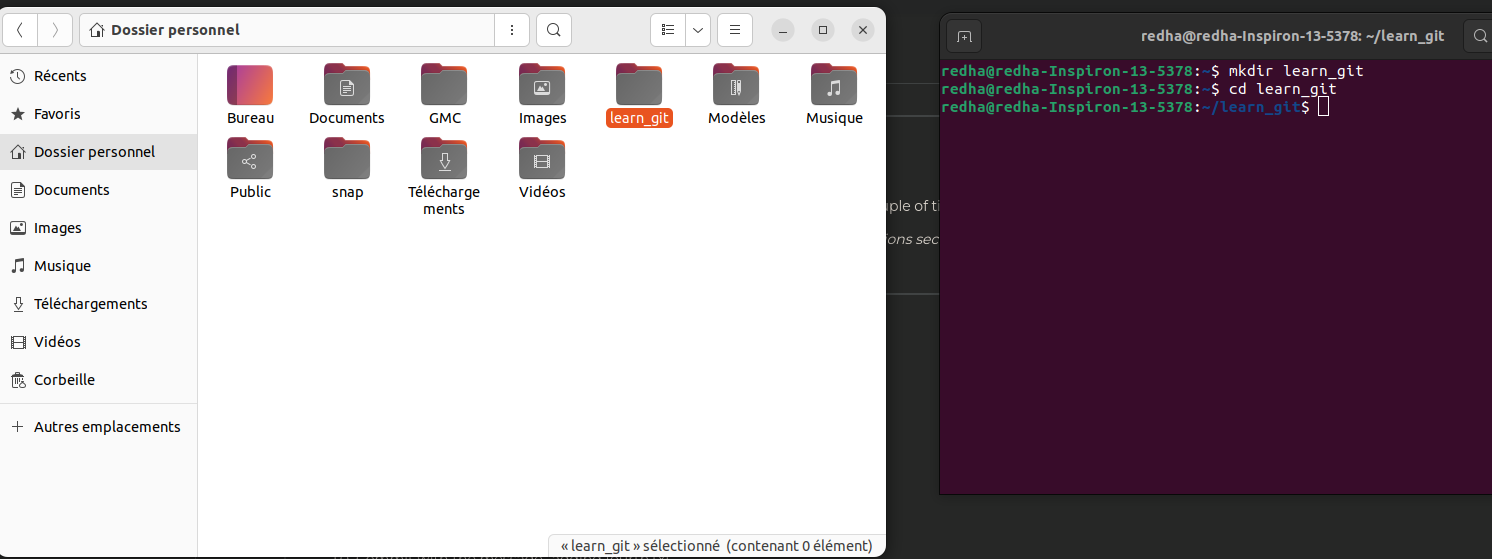 Dossier personnel
Récents
Favoris
Dossier personnel
Documents
Images
Musique
Téléchargements
Vidéos
Corbeille
Autres emplacements
Bureau
Documents
GMC
Images
learn_git
Modèles
Musique
Public
snap
Télécharge
ments
Vidéos
« learn_git » sélectionné (contenant 0 élément)
ple of ti
ions sec
redha@redha-Inspiron-13-5378: ~/learn_git
redha@redha-Inspiron-13-5378:~$ mkdir learn_git
redha@redha-Inspiron-13-5378:~$ cd learn_git
redha@redha-Inspiron-13-5378:~/learn_git$